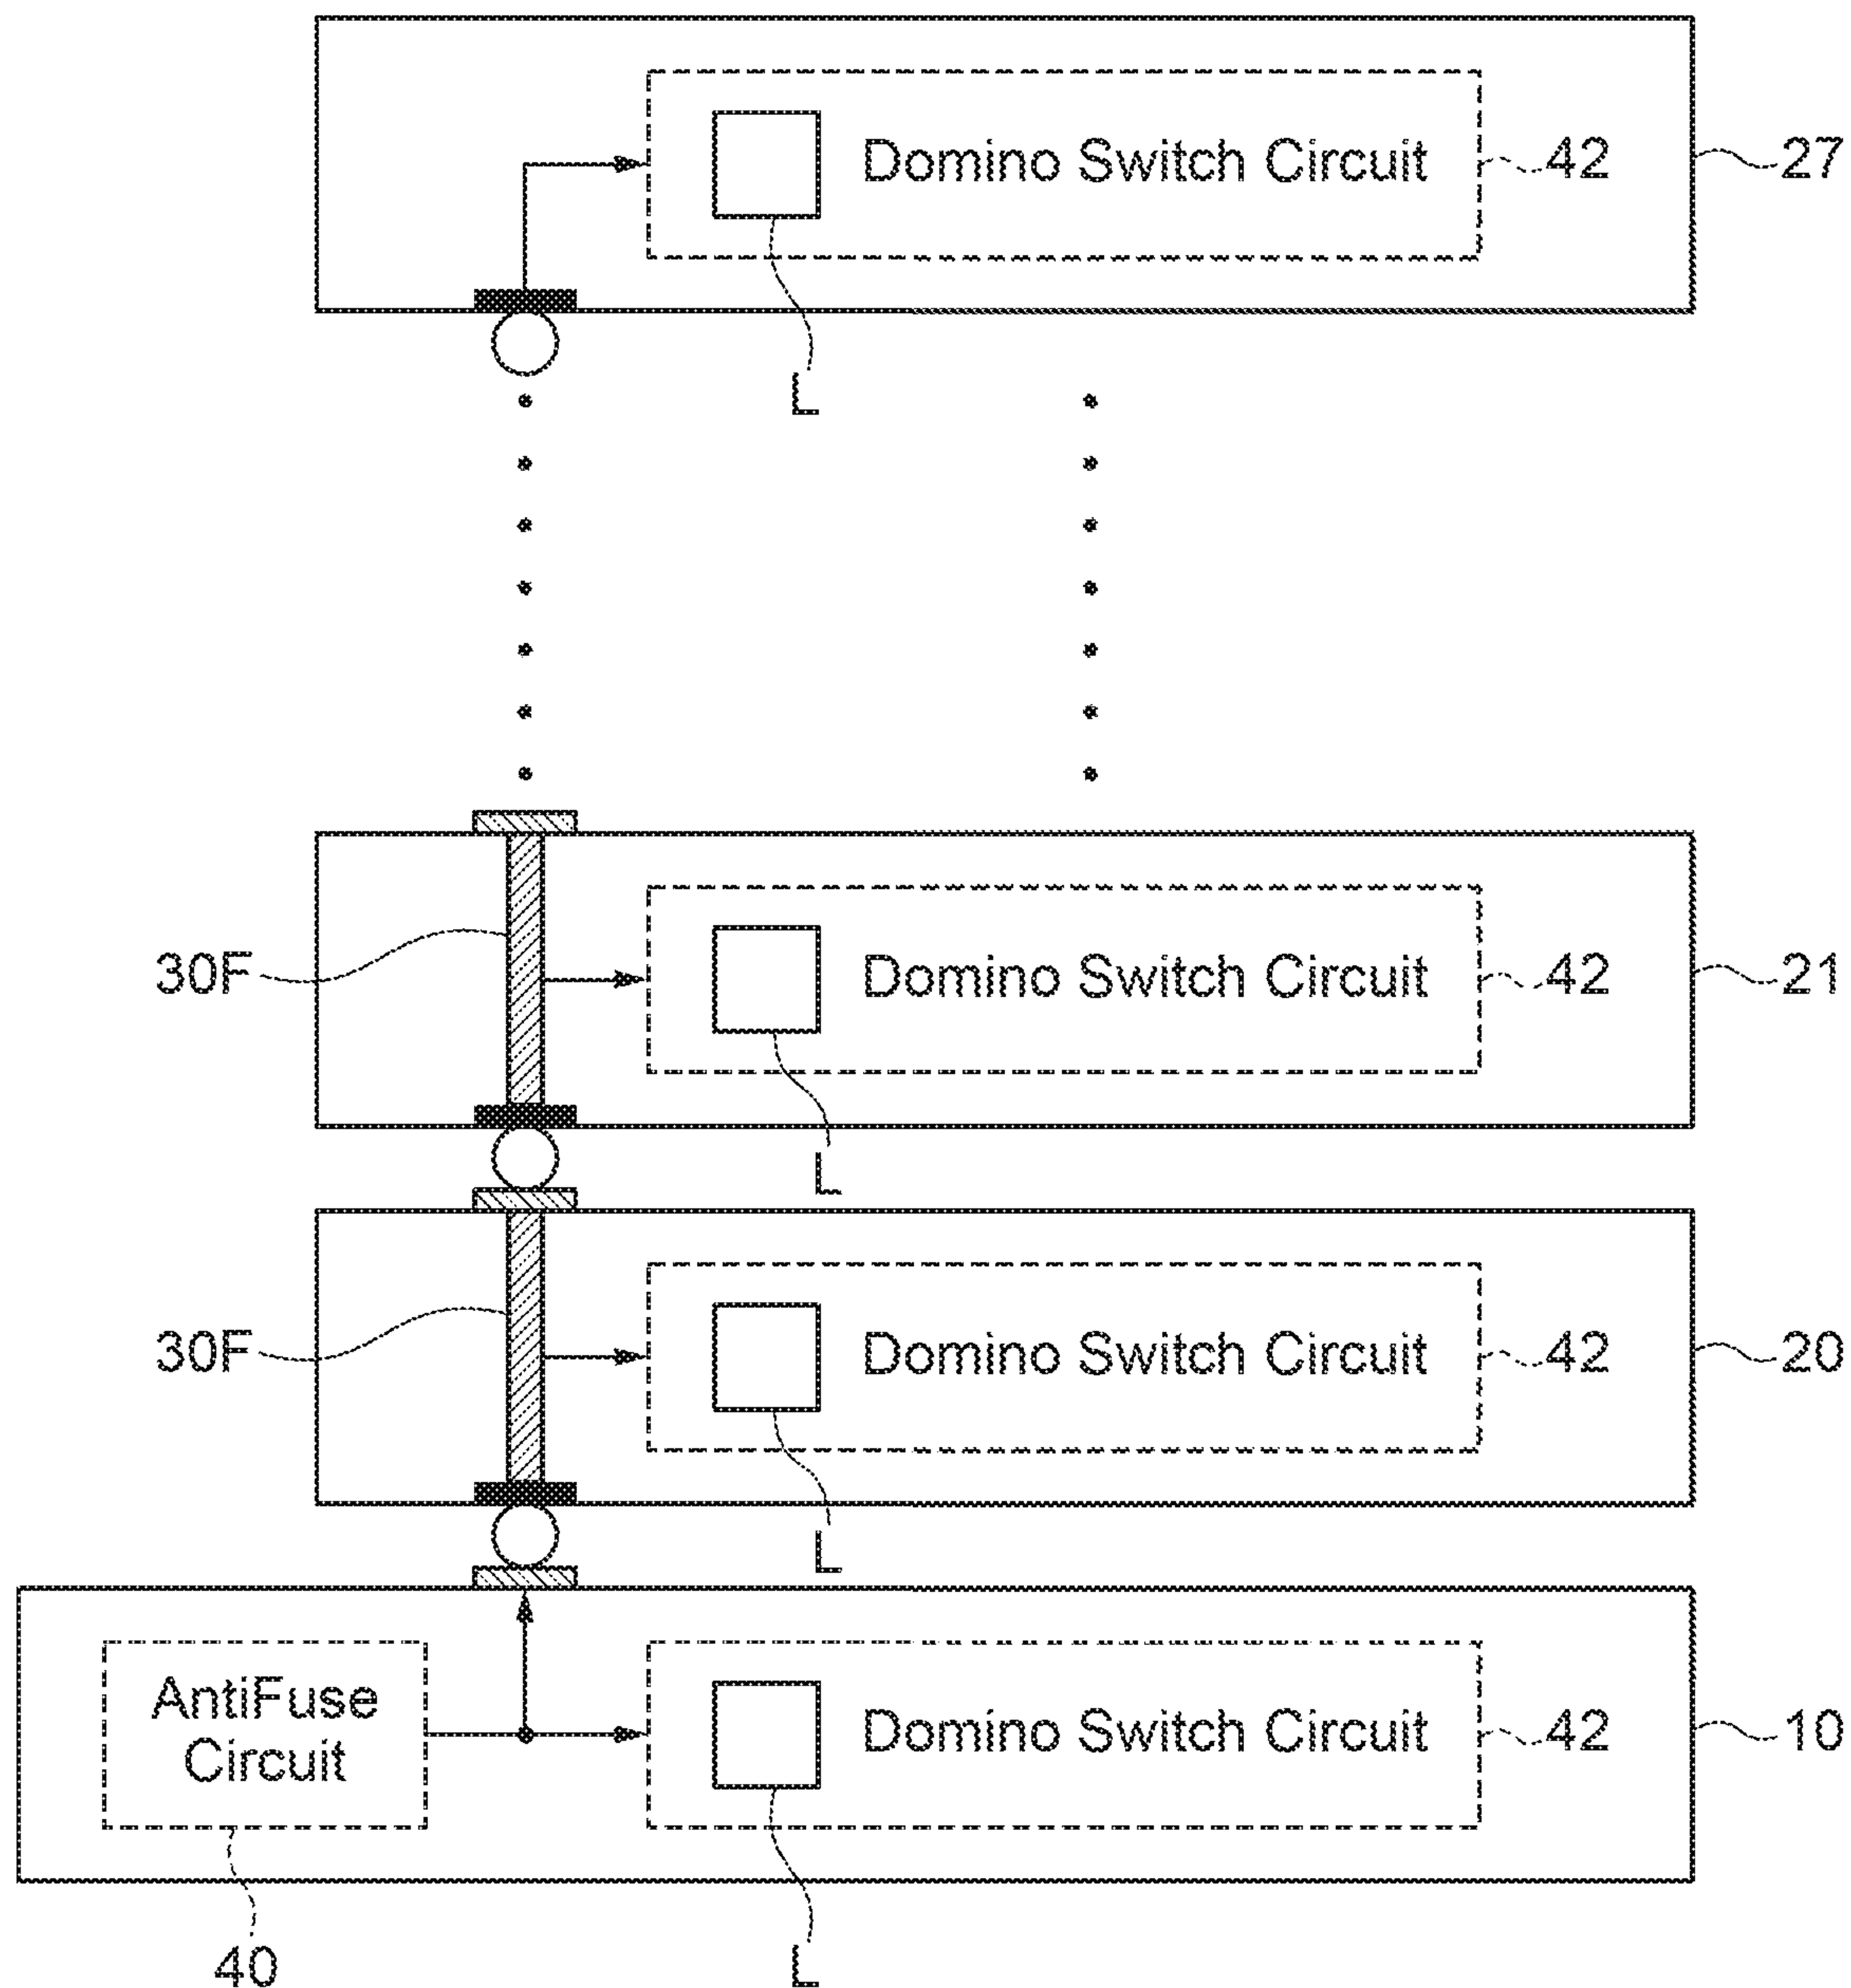 Domino Switch Circuit
42
27
L
30F
Domino Switch Circuit
42
21
L
30F
Domino Switch Circuit
42
20
L
AntiFuse
Circuit
Domino Switch Circuit
42
10
40
L